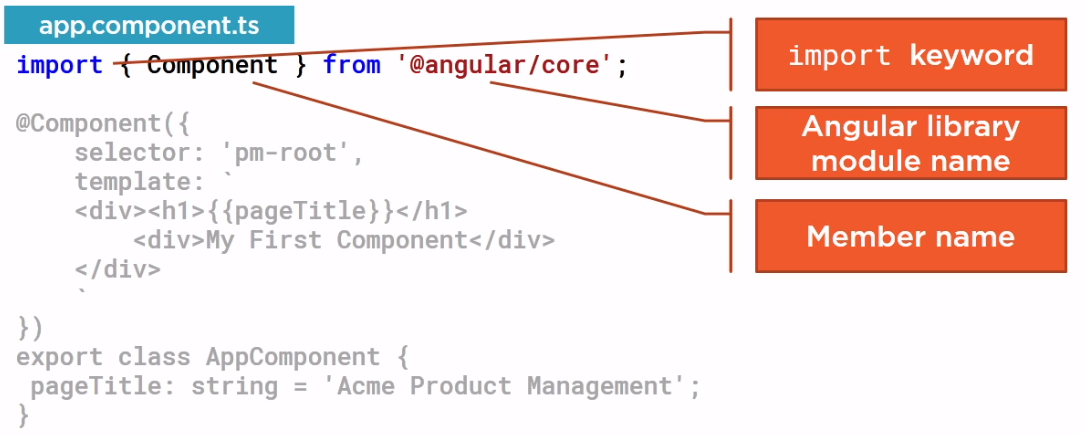 app.component.ts
import { Component } from '@angular/core';
@Component({
    selector: 'pm-root',
    template: `
    <div><h1>{{pageTitle}}</h1>
        <div>My First Component</div>
    </div>
    `
})
export class AppComponent {
 pageTitle: string = 'Acme Product Management';
}
import keyword
Angular library
module name
Member name